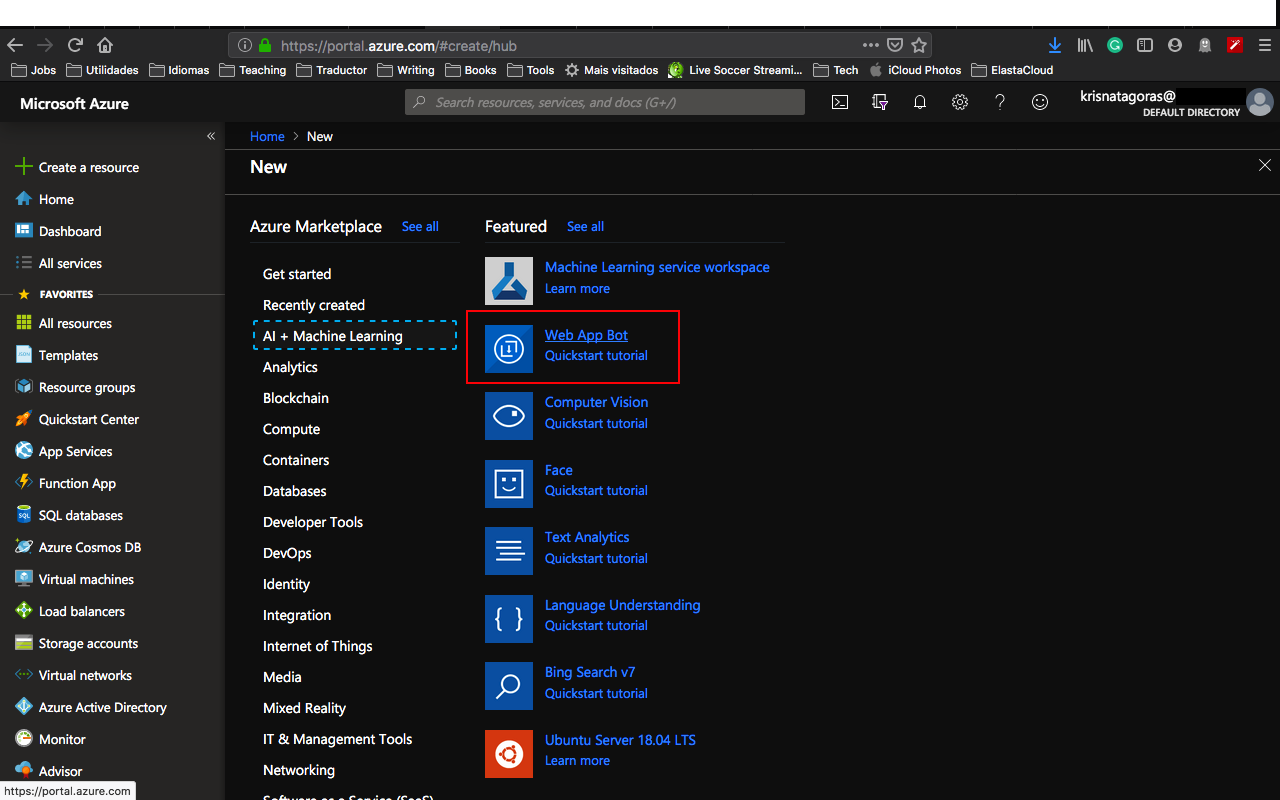 https://portal.azure.com/#create/hub
Jobs Utilidades Idiomas Teaching Traductor Writing Books Tools Mais visitados Live Soccer Streami... Tech iCloud Photos ElastaCloud
Microsoft Azure
Search resources, services, and docs (G+/)
krisnatagoras@
DEFAULT DIRECTORY
«
Create a resource
Home
Dashboard
All services
FAVORITES
All resources
Templates
Resource groups
Quickstart Center
App Services
Function App
SQL databases
Azure Cosmos DB
Virtual machines
Load balancers
Storage accounts
Virtual networks
Azure Active Directory
Monitor
Advisor
https://portal.azure.com
Home > New
New
Azure Marketplace See all
Get started
Recently created
AI + Machine Learning
Analytics
Blockchain
Compute
Containers
Databases
Developer Tools
DevOps
Identity
Integration
Internet of Things
Media
Mixed Reality
IT & Management Tools
Networking
Software as a Service (SaaS)
Featured See all
Machine Learning service workspace
Learn more
Web App Bot
Quickstart tutorial
Computer Vision
Quickstart tutorial
Face
Quickstart tutorial
Text Analytics
Quickstart tutorial
Language Understanding
Quickstart tutorial
Bing Search v7
Quickstart tutorial
Ubuntu Server 18.04 LTS
Learn more